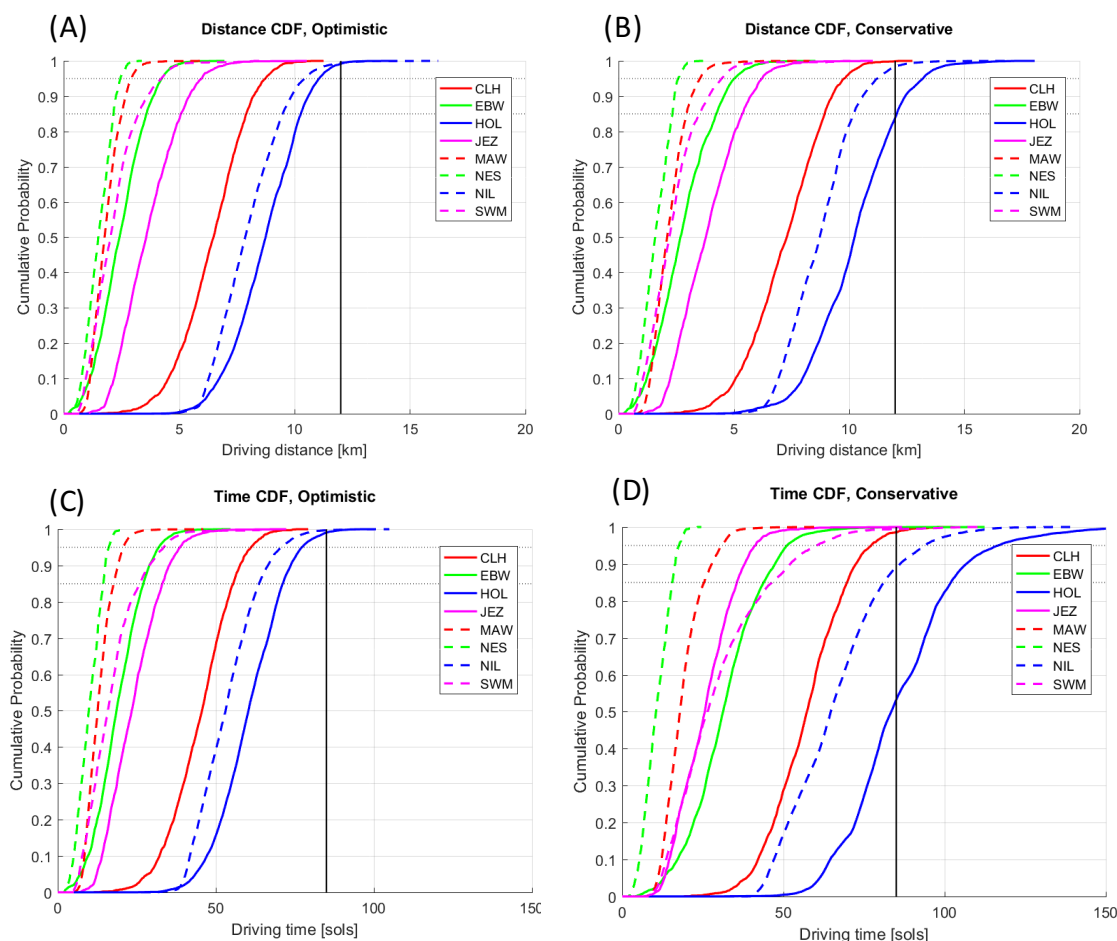 (A)
Distance CDF, Optimistic
Cumulative Probability
1
0.9
0.8
0.7
0.6
0.5
0.4
0.3
0.2
0.1
0
0 5 10 15 20
Driving distance [km]
CLH
EBW
HOL
JEZ
MAW
NES
NIL
SWM
(B)
Distance CDF, Conservative
Cumulative Probability
1
0.9
0.8
0.7
0.6
0.5
0.4
0.3
0.2
0.1
0
0 5 10 15 20
Driving distance [km]
CLH
EBW
HOL
JEZ
MAW
NES
NIL
SWM
(C)
Time CDF, Optimistic
Cumulative Probability
1
0.9
0.8
0.7
0.6
0.5
0.4
0.3
0.2
0.1
0
0 50 100 150
Driving time [sols]
CLH
EBW
HOL
JEZ
MAW
NES
NIL
SWM
(D)
Time CDF, Conservative
Cumulative Probability
1
0.9
0.8
0.7
0.6
0.5
0.4
0.3
0.2
0.1
0
0 50 100 150
Driving time [sols]
CLH
EBW
HOL
JEZ
MAW
NES
NIL
SWM